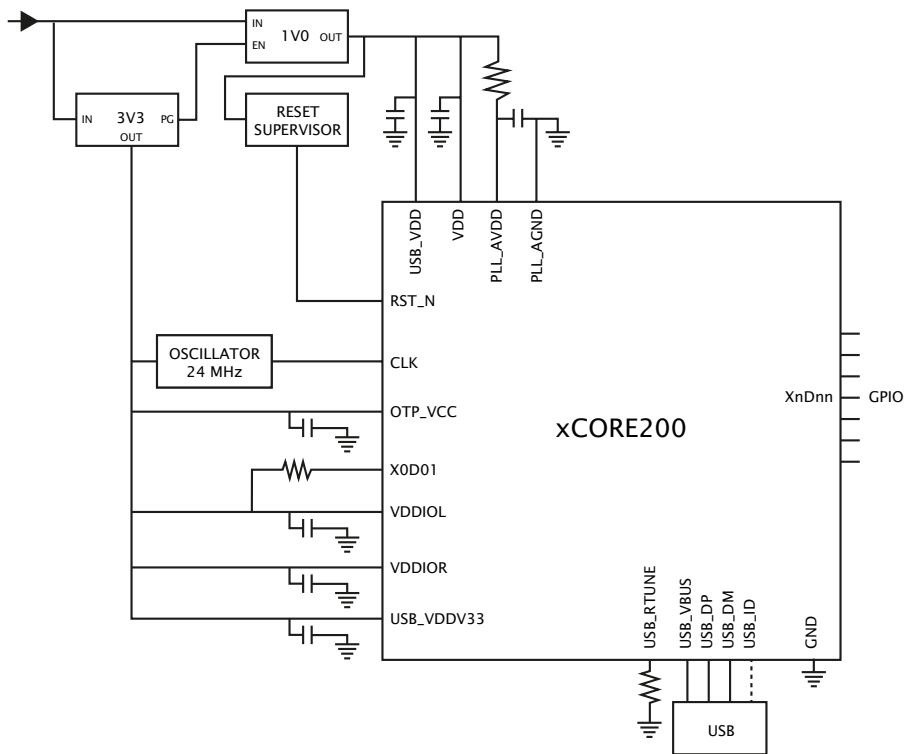 IN
1V0
OUT
EN
IN
3V3
PG
OUT
RESET
SUPERVISOR
USB_VDD
VDD
PLL_AVDD
PLL_AGND
RST_N
OSCILLATOR
24 MHz
CLK
OTP_VCC
X0D01
VDDIOL
VDDIOR
USB_VDDV33
xCORE200
XnDnn
GPIO
USB_RTUNE
USB_VBUS
USB_DP
USB_DM
USB_ID
GND
USB